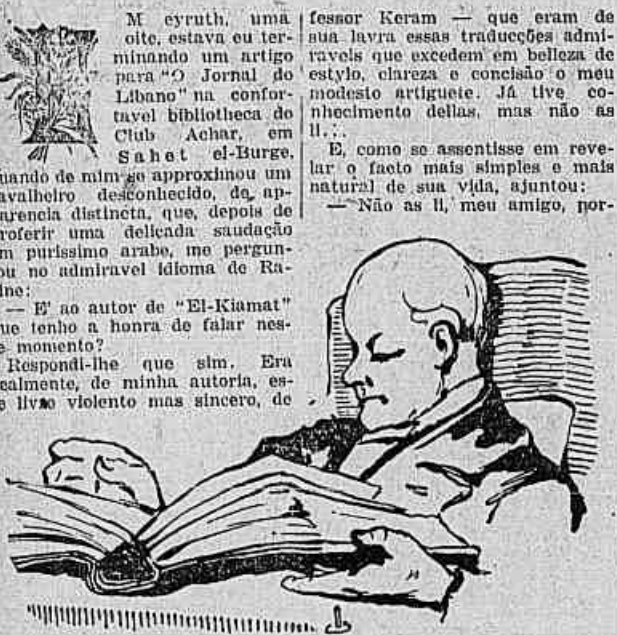 M eyruth, uma
oite, estava eu ter-
minando um artigo
para "O Jornal do
Libano" na confor-
tavel bibliotheca do
Club Achar, em
Sahet el-Burge,
uando de mim se approximou um
avalheiro desconhecido, de ap-
arencia distincta, que, depois de
roferir uma delicada saudação
m purissimo arabe, me pergun-
ou no admiravel idioma de Ra-
ine:
— E' ao autor de "El-Kiamat"
ue tenho a honra de falar nes-
e momento?
Respondi-lhe que sim. Era
ealmente, de minha autoria, es-
e livro violento mas sincero, de
fessor Keram — que eram de
sua lavra essas traducções admi-
raveis que excedem em belleza de
estylo, clareza e concisão o meu
modesto artiguete. Já tive co-
nhecimento dellas, mas não as
li...
E, como se assentisse em reve-
lar o facto mais simples e mais
natural de sua vida, ajuntou:
— Não as li, meu amigo, por-